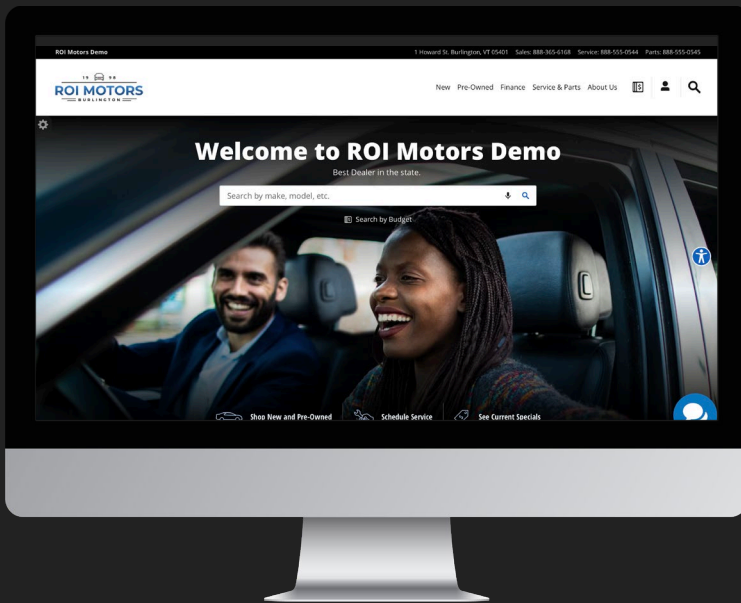 ROI Motors Demo
1 Howard St. Burlington, VT 05401 Sales: 888-365-6168 Service: 888-555-0544 Parts: 888-555-0545
19 98
ROI MOTORS
BURLINGTON
New Pre-Owned Finance Service & Parts About Us
Welcome to ROI Motors Demo
Best Dealer in the state.
Search by make, model, etc.
Search by Budget
Shop New and Pre-Owned Schedule Service See Current Specials